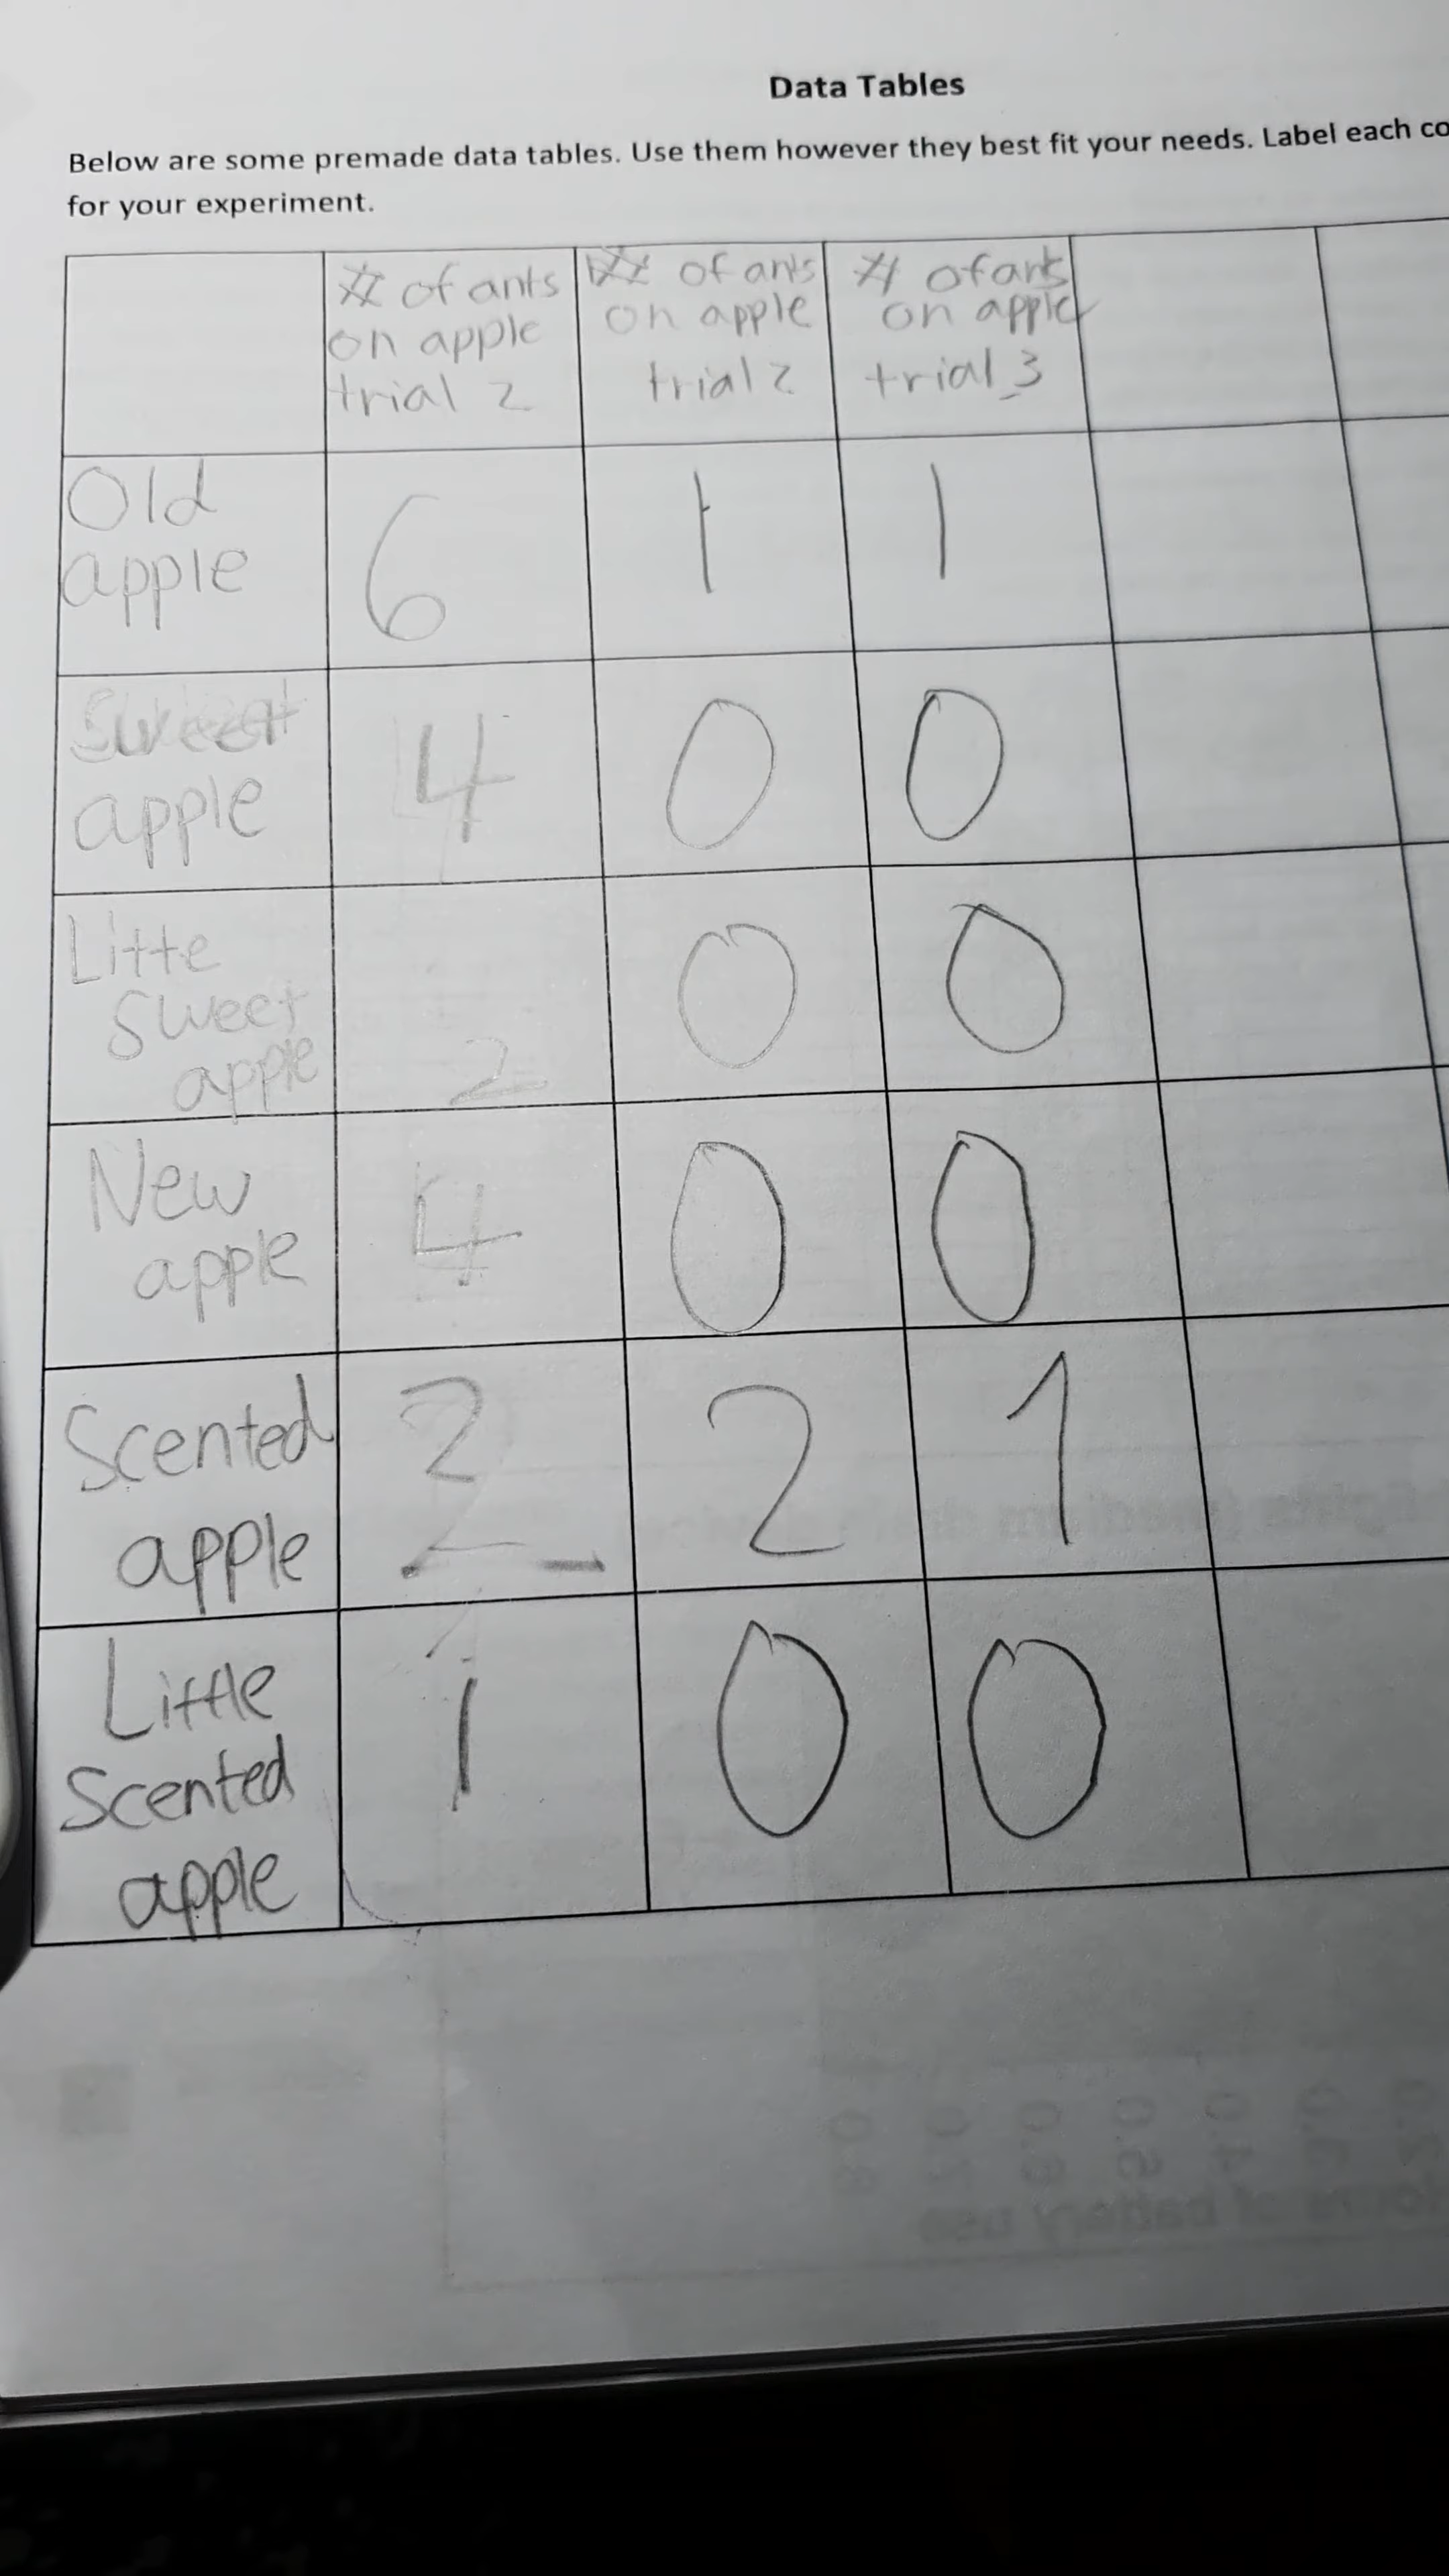 Data Tables
Below are some premade data tables. Use them however they best fit your needs. Label each co
for your experiment.
# of ants
on apple
trial 2
# of ants
on apple
trial 2
# of ants
on apple
trial 3
Old
apple
6
1
1
Sweet
apple
4
0
0
Litte
Sweet
apple
2
0
0
New
apple
4
0
0
Scented
apple
2
2
1
Little
Scented
apple
1
0
0